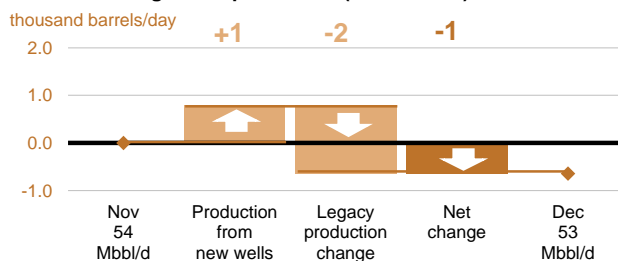 thousand barrels/day
+1 -2 -1
2.0
1.0
0.0
-1.0
Nov
54
Mbbl/d
Production
from
new wells
Legacy
production
change
Net
change
Dec
53
Mbbl/d